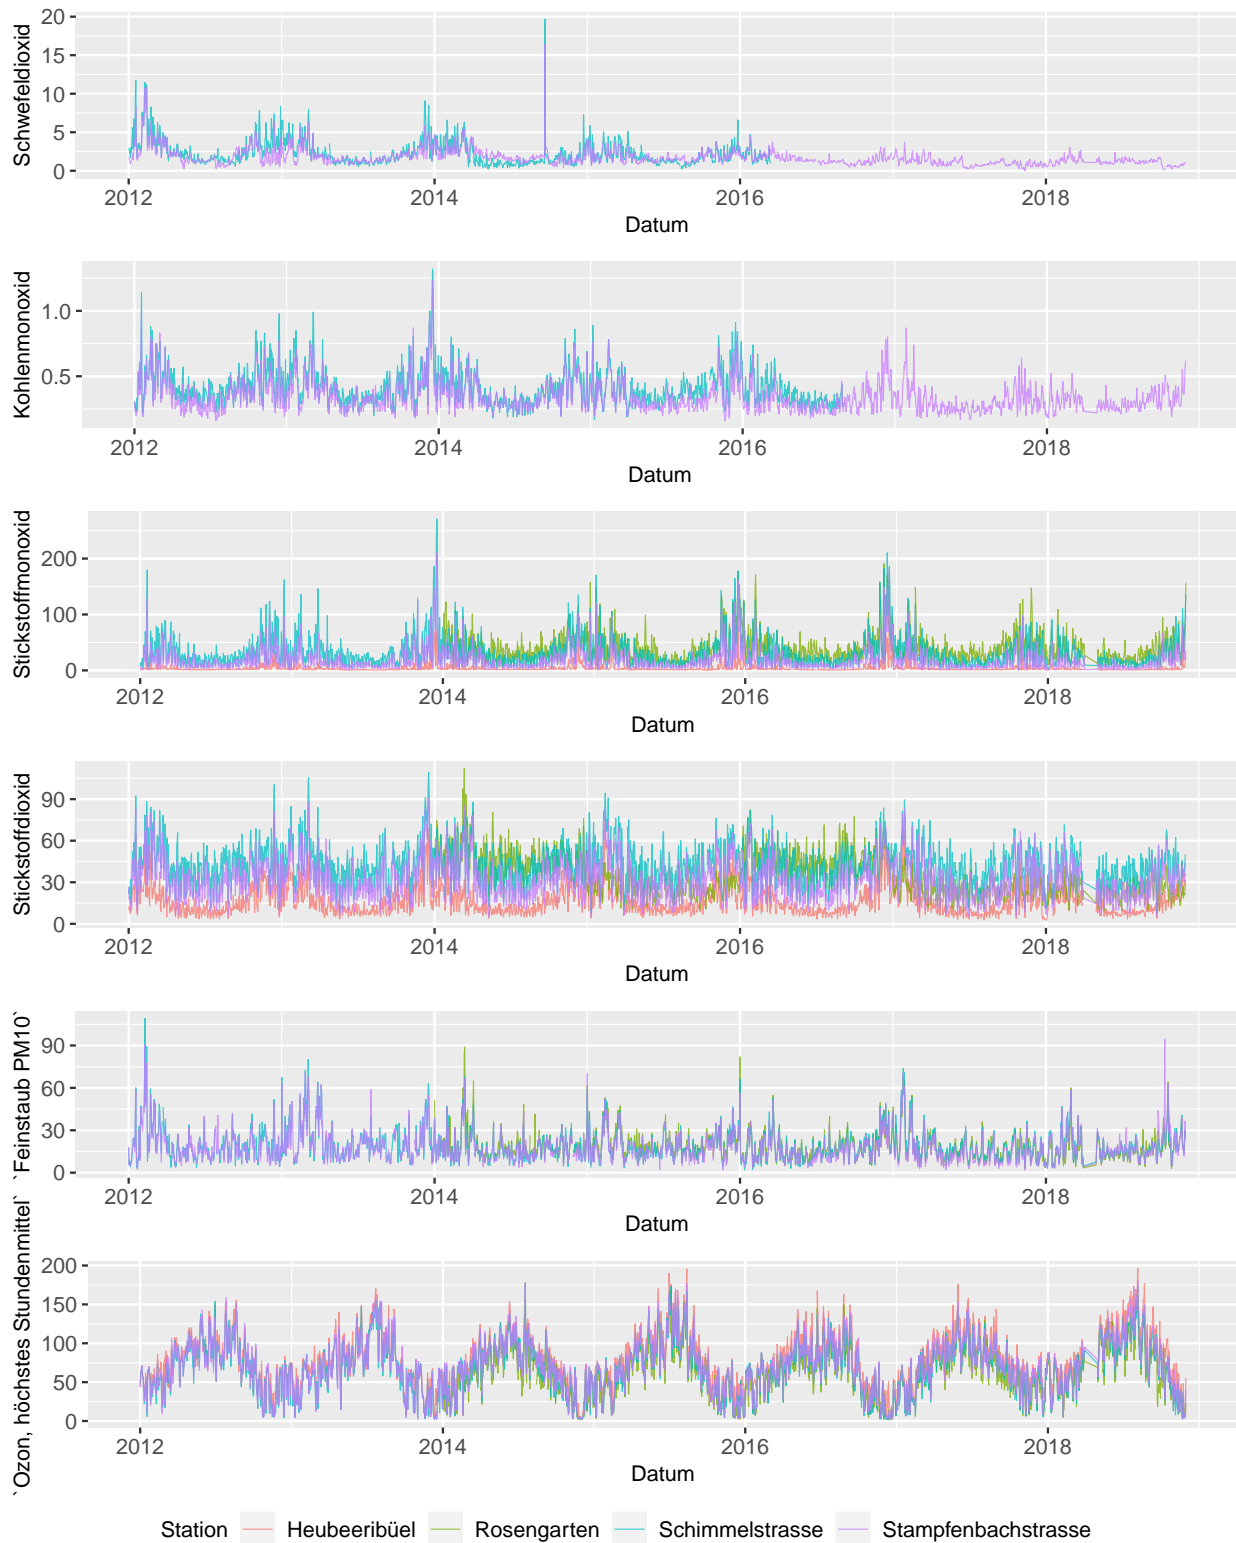 Schwefeldioxid
20
15
10
5
0
2012 2014 2016 2018
Datum
Kohlenmonoxid
1.0
0.5
2012 2014 2016 2018
Datum
Stickstoffmonoxid
200
100
0
2012 2014 2016 2018
Datum
Stickstoffdioxid
90
60
30
0
2012 2014 2016 2018
Datum
`Feinstaub PM10`
90
60
30
0
2012 2014 2016 2018
Datum
`Ozon, höchstes Stundenmittel`
200
150
100
50
0
2012 2014 2016 2018
Datum
Station Heubeeribüel Rosengarten Schimmelstrasse Stampfenbachstrasse